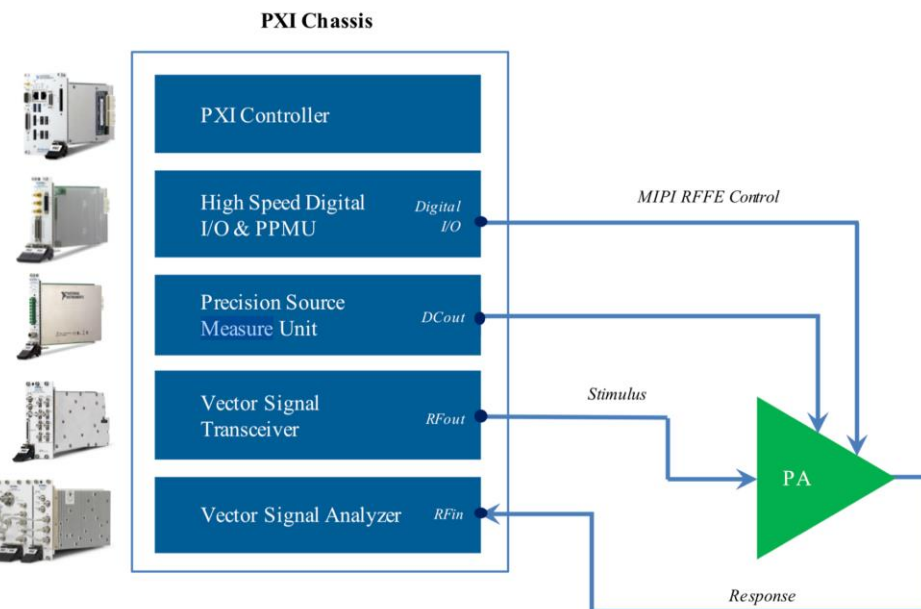 PXI Chassis
PXI Controller
High Speed Digital
I/O & PPMU
Digital
I/O
MIPI RFFE Control
Precision Source
Measure Unit
DCout
Vector Signal
Transceiver
RFout
Stimulus
PA
Vector Signal Analyzer
RFin
Response